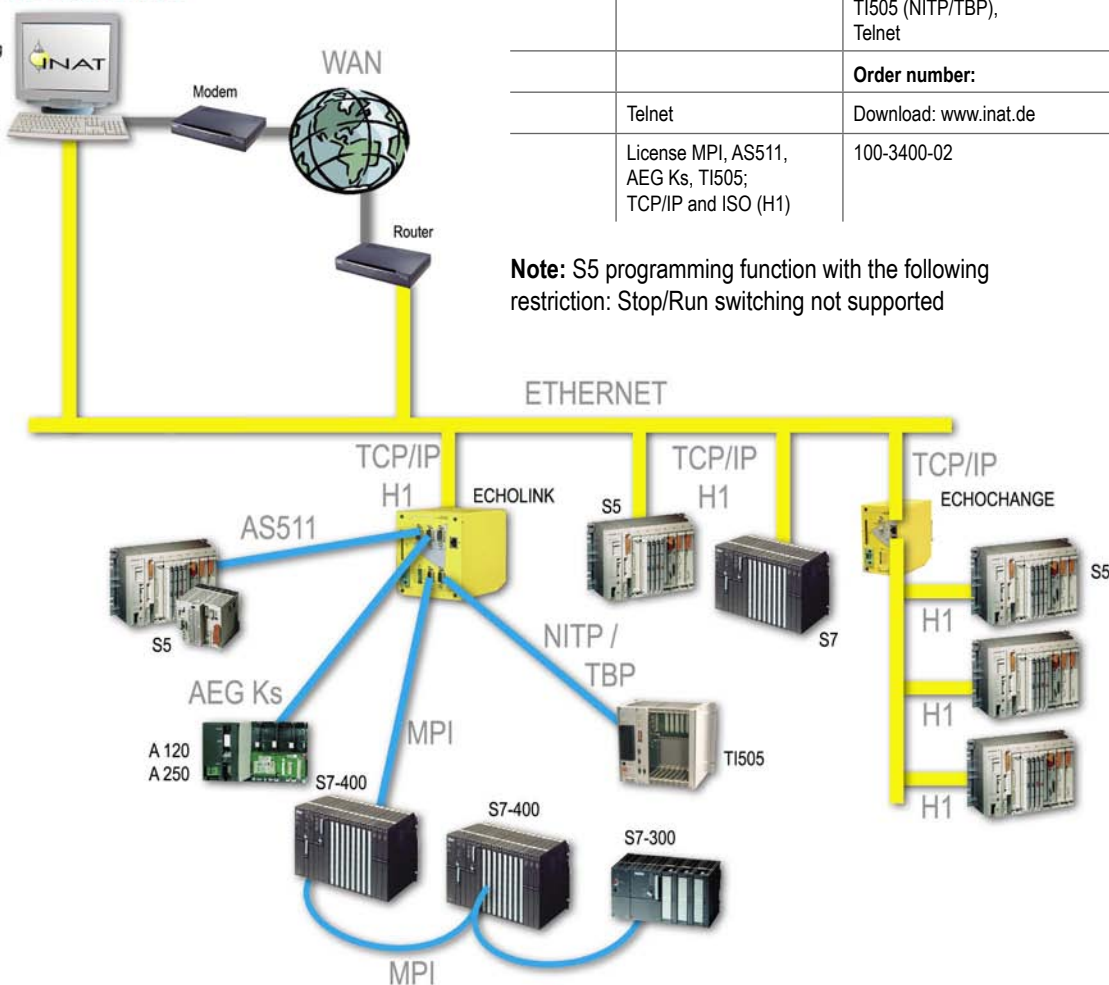 TI505 (NITP/TBP),
Telnet
Order number:
Telnet
Download: www.inat.de
License MPI, AS511,
AEG Ks, TI505;
TCP/IP and ISO (H1)
100-3400-02
Note: S5 programming function with the following
restriction: Stop/Run switching not supported
INAT
Modem
WAN
Router
ETHERNET
TCP/IP
H1
ECHOLINK
TCP/IP
H1
TCP/IP
ECHOCHANGE
AS511
S5
S5
S7
S5
H1
H1
H1
NITP /
TBP
TI505
AEG Ks
A 120
A 250
MPI
S7-400
S7-400
S7-300
MPI